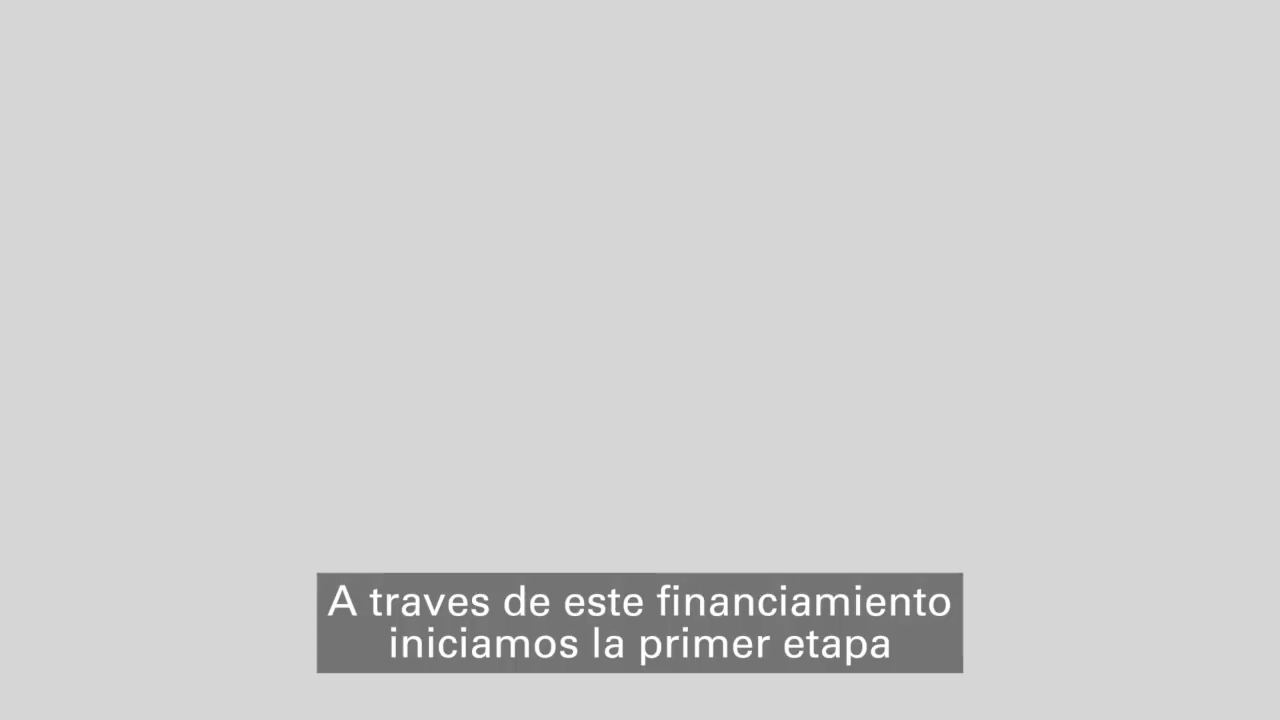 A traves de este financiamiento
iniciamos la primer etapa